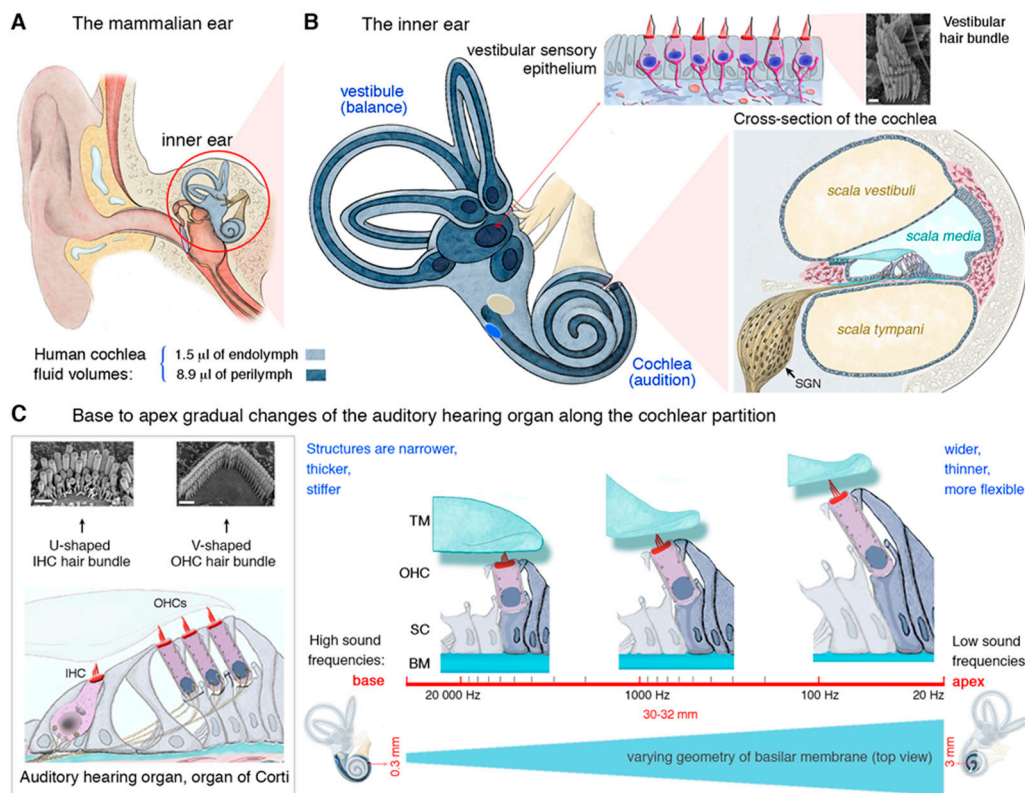 A The mammalian ear
inner ear
Human cochlea
fluid volumes:
1.5 µl of endolymph
8.9 µl of perilymph
B The inner ear
vestibular sensory
epithelium
Vestibular
hair bundle
vestibule
(balance)
Cochlea
(audition)
Cross-section of the cochlea
scala vestibuli
scala media
scala tympani
SGN
C Base to apex gradual changes of the auditory hearing organ along the cochlear partition
U-shaped
IHC hair bundle
V-shaped
OHC hair bundle
OHCs
IHC
Auditory hearing organ, organ of Corti
Structures are narrower,
thicker,
stiffer
wider,
thinner,
more flexible
TM
OHC
SC
BM
High sound
frequencies:
base
Low sound
frequencies:
apex
20 000 Hz 1000 Hz 100 Hz 20 Hz
30-32 mm
0.3 mm
varying geometry of basilar membrane (top view)
3 mm